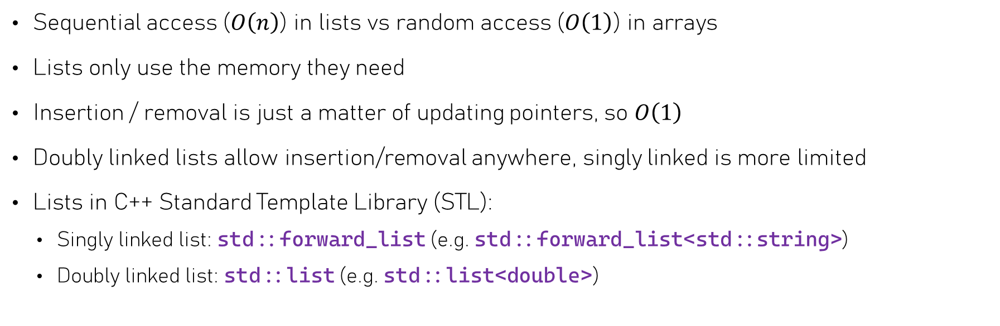 • Sequential access (O(n)) in lists vs random access (O(1)) in arrays
• Lists only use the memory they need
• Insertion / removal is just a matter of updating pointers, so O(1)
• Doubly linked lists allow insertion/removal anywhere, singly linked is more limited
• Lists in C++ Standard Template Library (STL):
• Singly linked list: std::forward_list (e.g. std::forward_list<std::string>)
• Doubly linked list: std::list (e.g. std::list<double>)